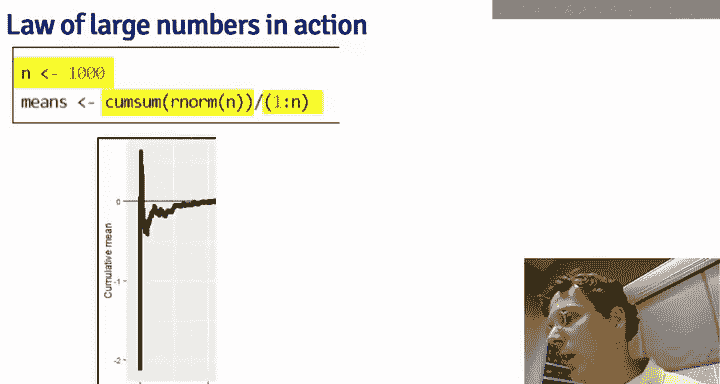 Law of large numbers in action
n <- 1000
means <- cumsum(rnorm(n))/(1:n)
Cumulative mean
0
-1
-2